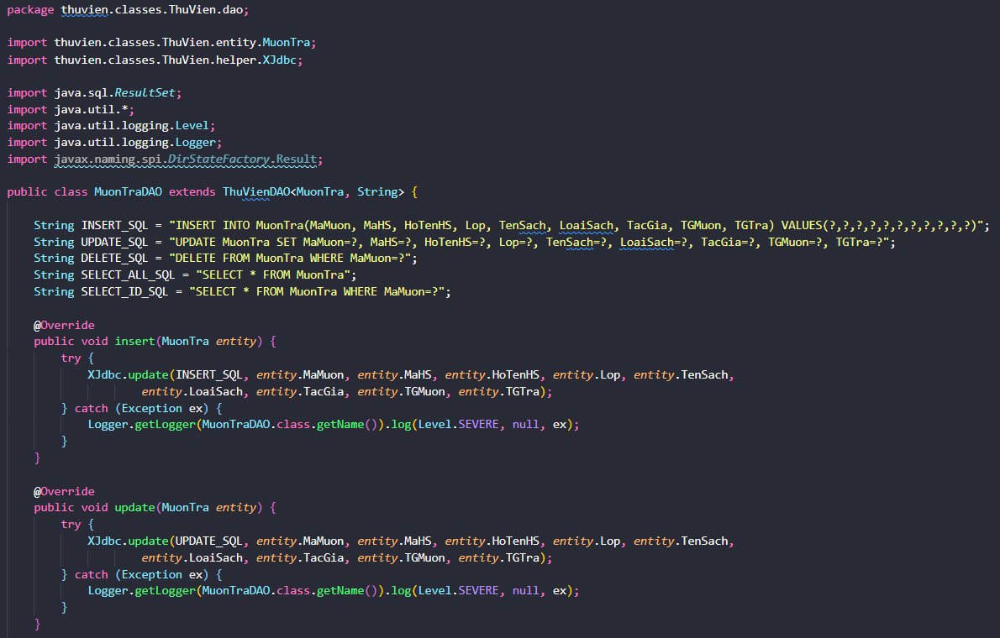 package thuvien.classes.ThuVien.dao;
import thuvien.classes.ThuVien.entity.MuonTra;
import thuvien.classes.ThuVien.helper.XJdbc;
import java.sql.ResultSet;
import java.util.*;
import java.util.logging.Level;
import java.util.logging.Logger;
import javax.naming.spi.DirStateFactory.Result;
public class MuonTraDAO extends ThuVienDAO<MuonTra, String> {
String INSERT_SQL = "INSERT INTO MuonTra(MaMuon, MaHS, HoTenHS, Lop, TenSach, LoaiSach, TacGia, TGMuon, TGTra) VALUES(?,?,?,?,?,?,?,?,?,?,?)";
String UPDATE_SQL = "UPDATE MuonTra SET MaMuon=?, MaHS=?, HoTenHS=?, Lop=?, TenSach=?, LoaiSach=?, TacGia=?, TGMuon=?, TGTra=?";
String DELETE_SQL = "DELETE FROM MuonTra WHERE MaMuon=?";
String SELECT_ALL_SQL = "SELECT * FROM MuonTra";
String SELECT_ID_SQL = "SELECT * FROM MuonTra WHERE MaMuon=?";
@Override
public void insert(MuonTra entity) {
try {
XJdbc.update(INSERT_SQL, entity.MaMuon, entity.MaHS, entity.HoTenHS, entity.Lop, entity.TenSach,
entity.LoaiSach, entity.TacGia, entity.TGMuon, entity.TGTra);
} catch (Exception ex) {
Logger.getLogger(MuonTraDAO.class.getName()).log(Level.SEVERE, null, ex);
}
}
@Override
public void update(MuonTra entity) {
try {
XJdbc.update(UPDATE_SQL, entity.MaMuon, entity.MaHS, entity.HoTenHS, entity.Lop, entity.TenSach,
entity.LoaiSach, entity.TacGia, entity.TGMuon, entity.TGTra);
} catch (Exception ex) {
Logger.getLogger(MuonTraDAO.class.getName()).log(Level.SEVERE, null, ex);
}
}